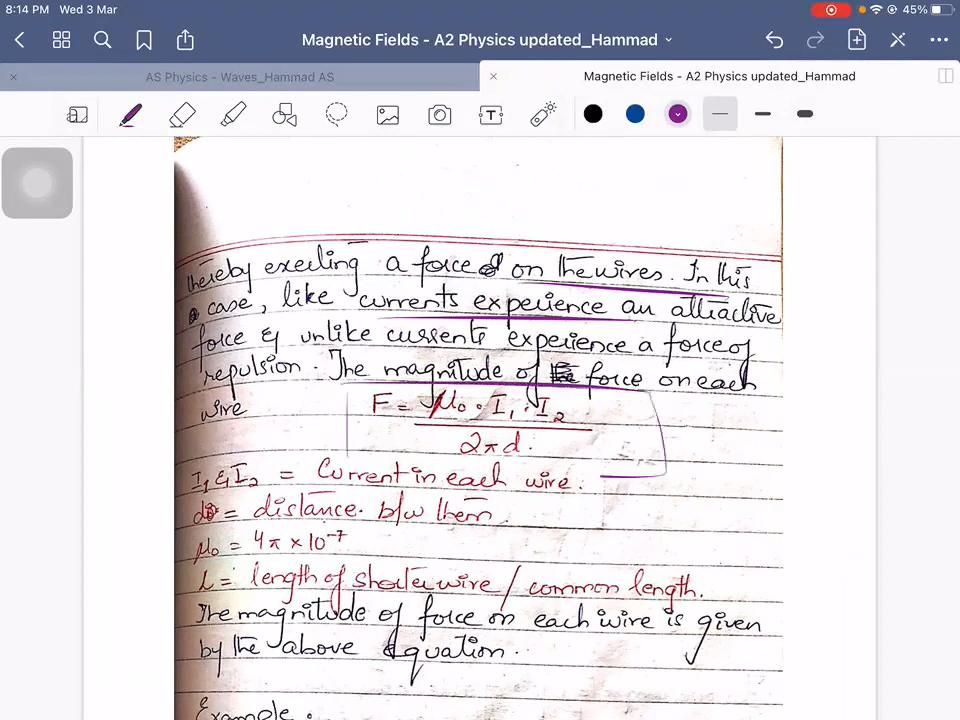 8:14 PM Wed 3 Mar
45%
Magnetic Fields - A2 Physics updated_Hammad
AS Physics - Waves_Hammad AS
Magnetic Fields - A2 Physics updated_Hammad
thereby exerting a force on the wires. In this
case, like currents experience an attractive
force & unlike currents experience a force of
repulsion. The magnitude of force on each
wire
F = μ₀ · I₁ · I₂
2πd.
I₁ & I₂ = Current in each wire.
d = distance b/w them.
μ₀ = 4π × 10⁻⁷
L = length of shorter wire / common length.
The magnitude of force on each wire is given
by the above equation.
Example :